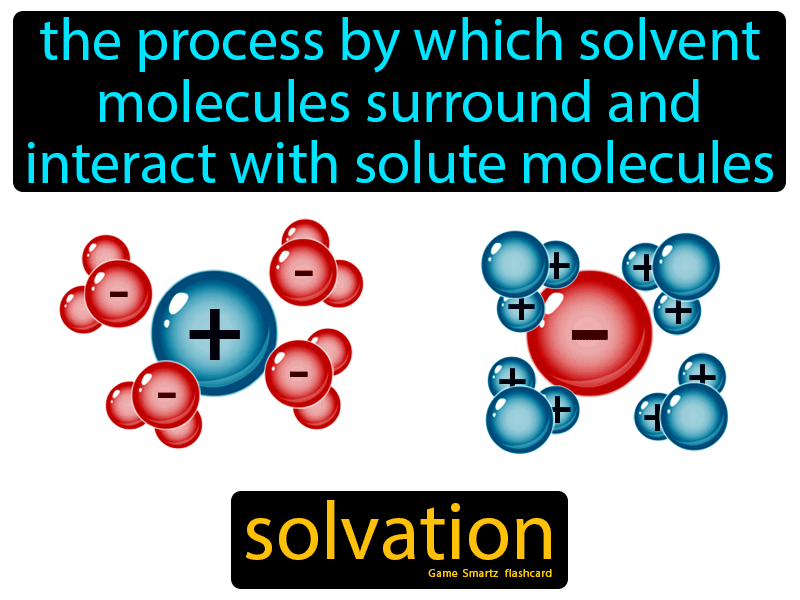 the process by which solvent
molecules surround and
interact with solute molecules
- + -
- -
+ +
+ - +
+ +
+ +
solvation
Game Smartz flashcard